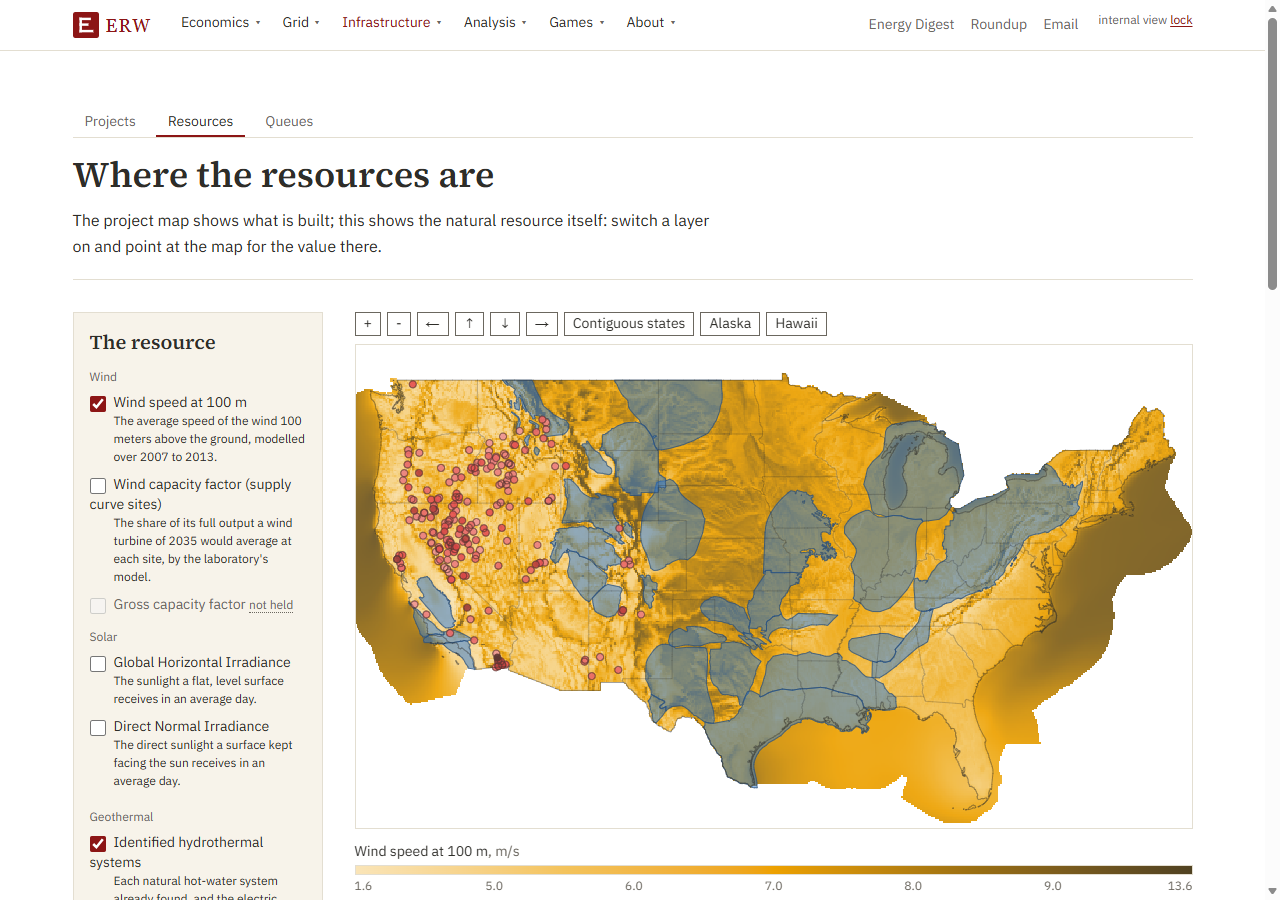 E ERW Economics Grid Infrastructure Analysis Games About Energy Digest Roundup Email internal view lock
Projects Resources Queues
Where the resources are
The project map shows what is built; this shows the natural resource itself: switch a layer
on and point at the map for the value there.
The resource
Wind
Wind speed at 100 m
The average speed of the wind 100
meters above the ground, modelled
over 2007 to 2013.
Wind capacity factor (supply
curve sites)
The share of its full output a wind
turbine of 2035 would average at
each site, by the laboratory's
model.
Gross capacity factor not held
Solar
Global Horizontal Irradiance
The sunlight a flat, level surface
receives in an average day.
Direct Normal Irradiance
The direct sunlight a surface kept
facing the sun receives in an
average day.
Geothermal
Identified hydrothermal
systems
Each natural hot-water system
already found, and the electric
+ - ← ↑ ↓ → Contiguous states Alaska Hawaii
Wind speed at 100 m, m/s
1.6 5.0 6.0 7.0 8.0 9.0 13.6